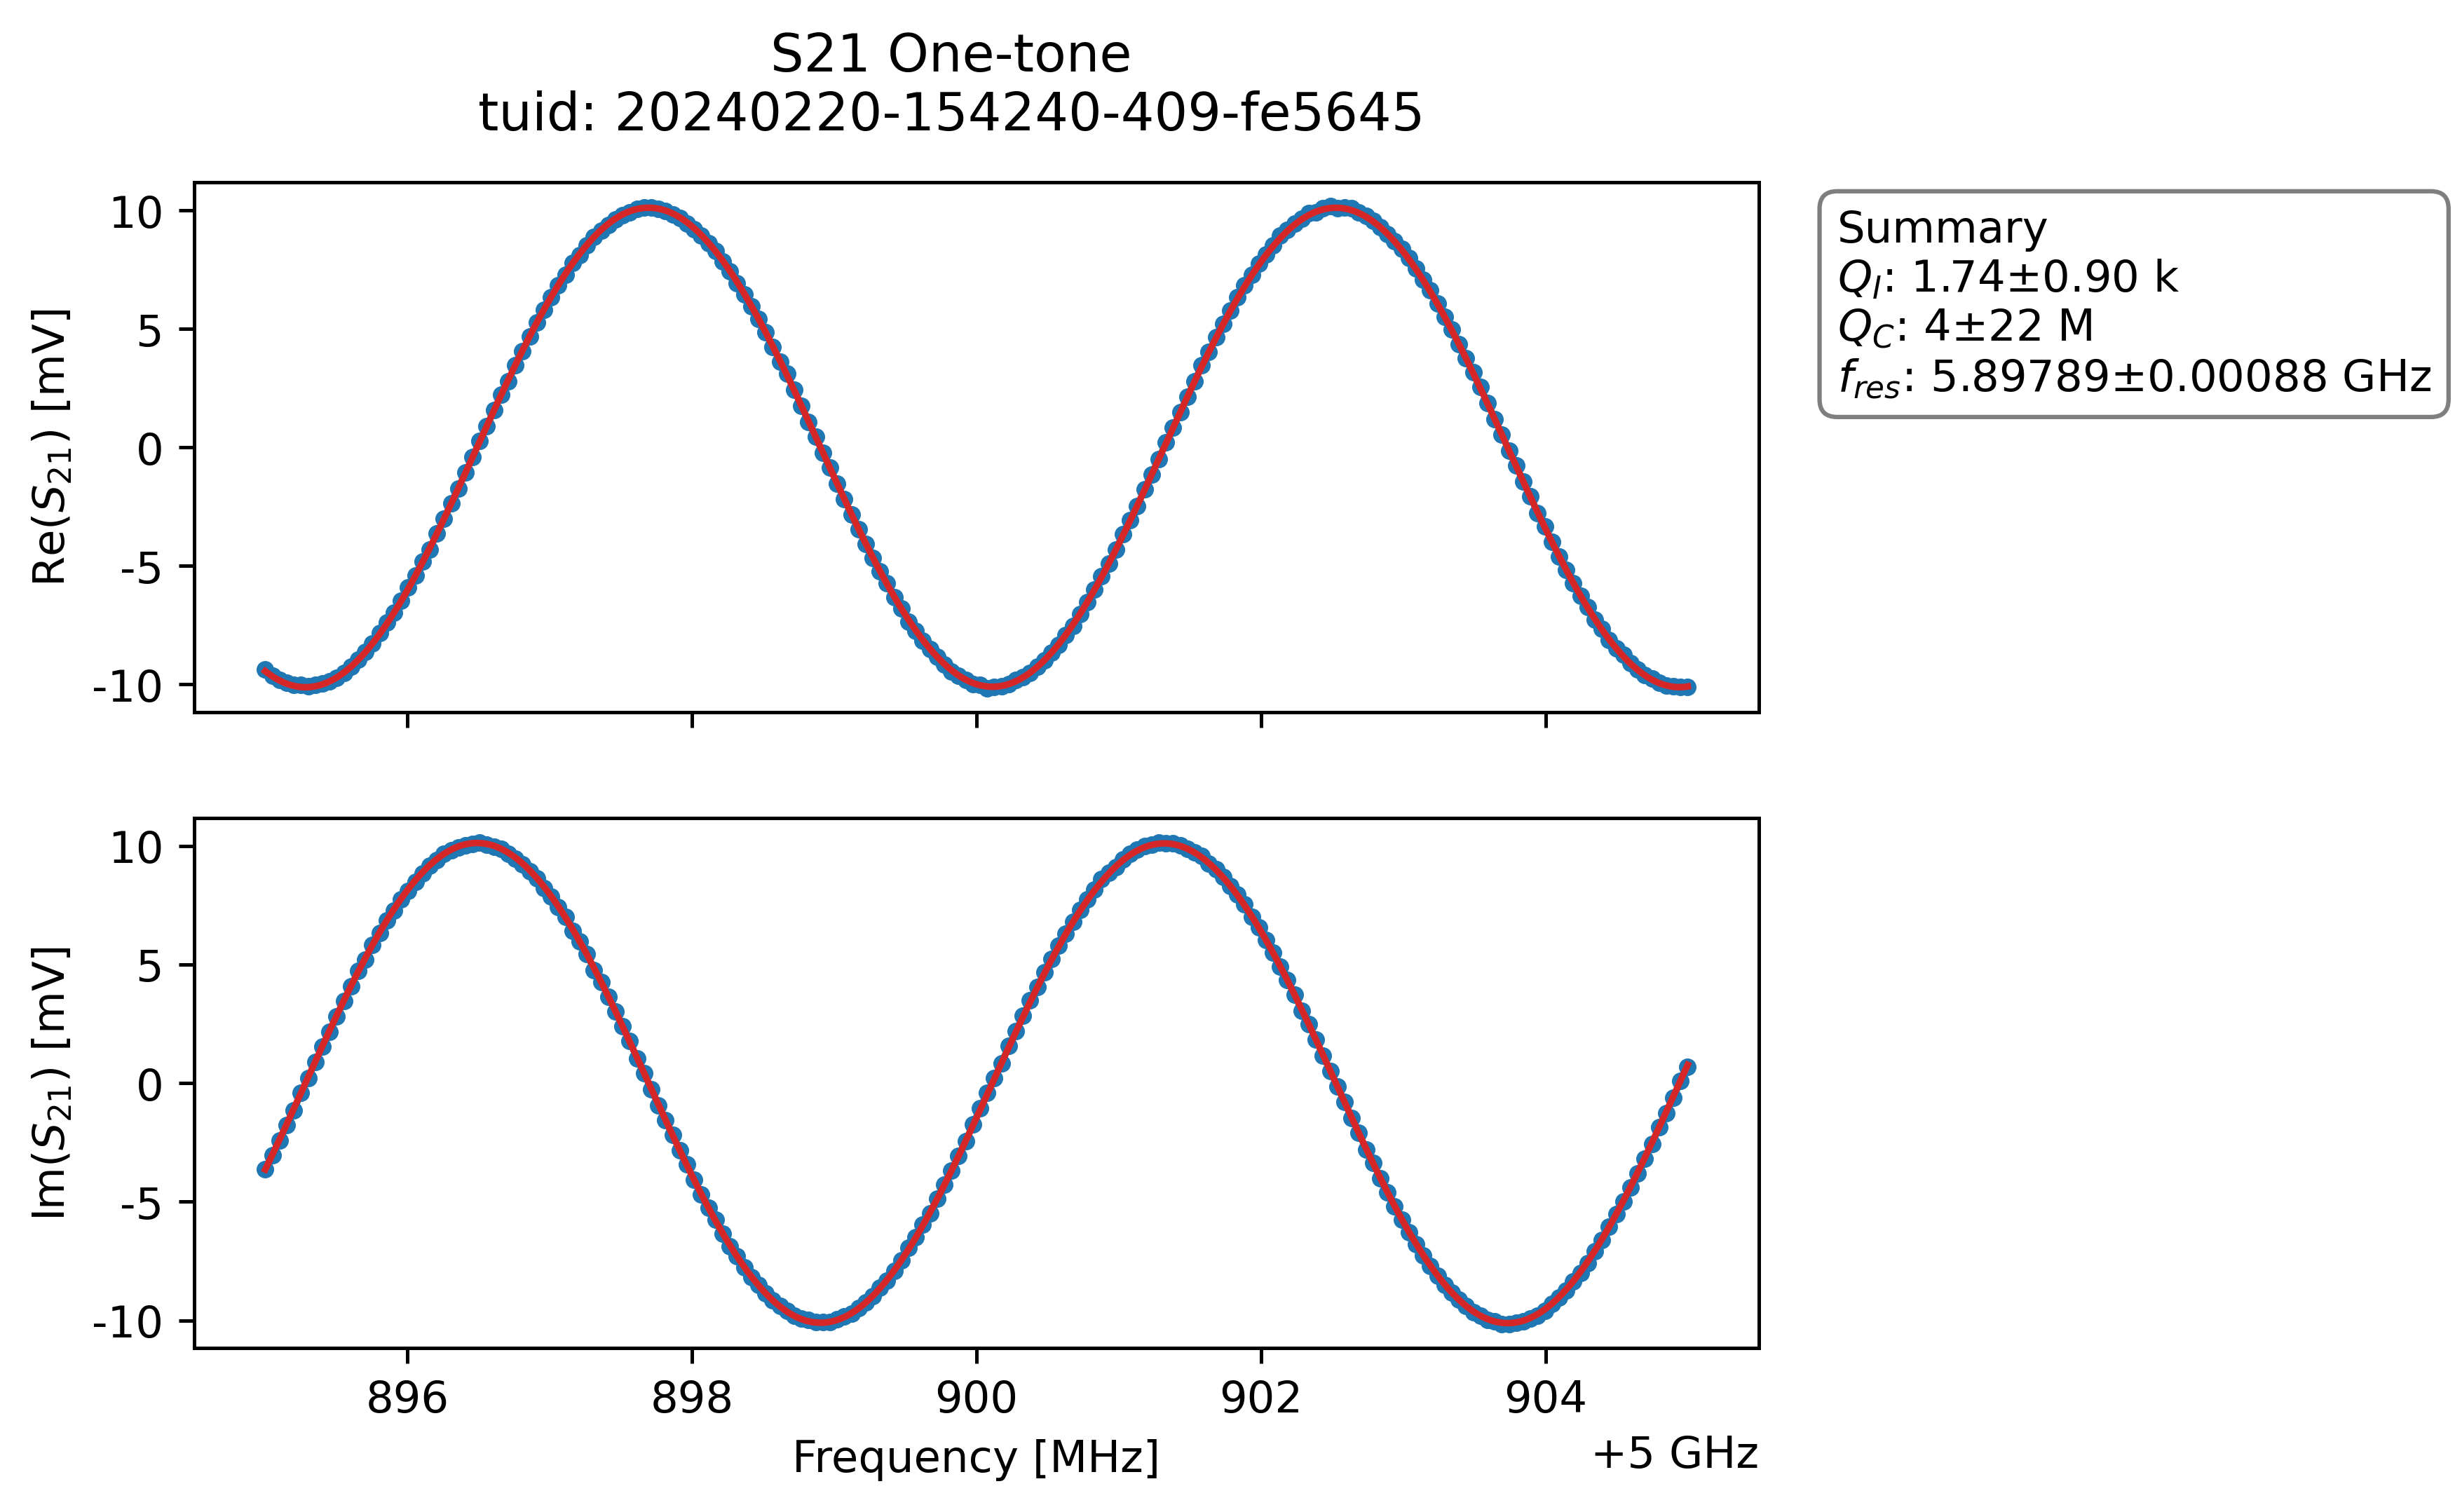 S21 One-tone
tuid: 20240220-154240-409-fe5645
Re(S21) [mV]
10
5
0
-5
-10
Summary
QI: 1.74±0.90 k
QC: 4±22 M
fres: 5.89789±0.00088 GHz
Im(S21) [mV]
10
5
0
-5
-10
896 898 900 902 904
Frequency [MHz]
+5 GHz